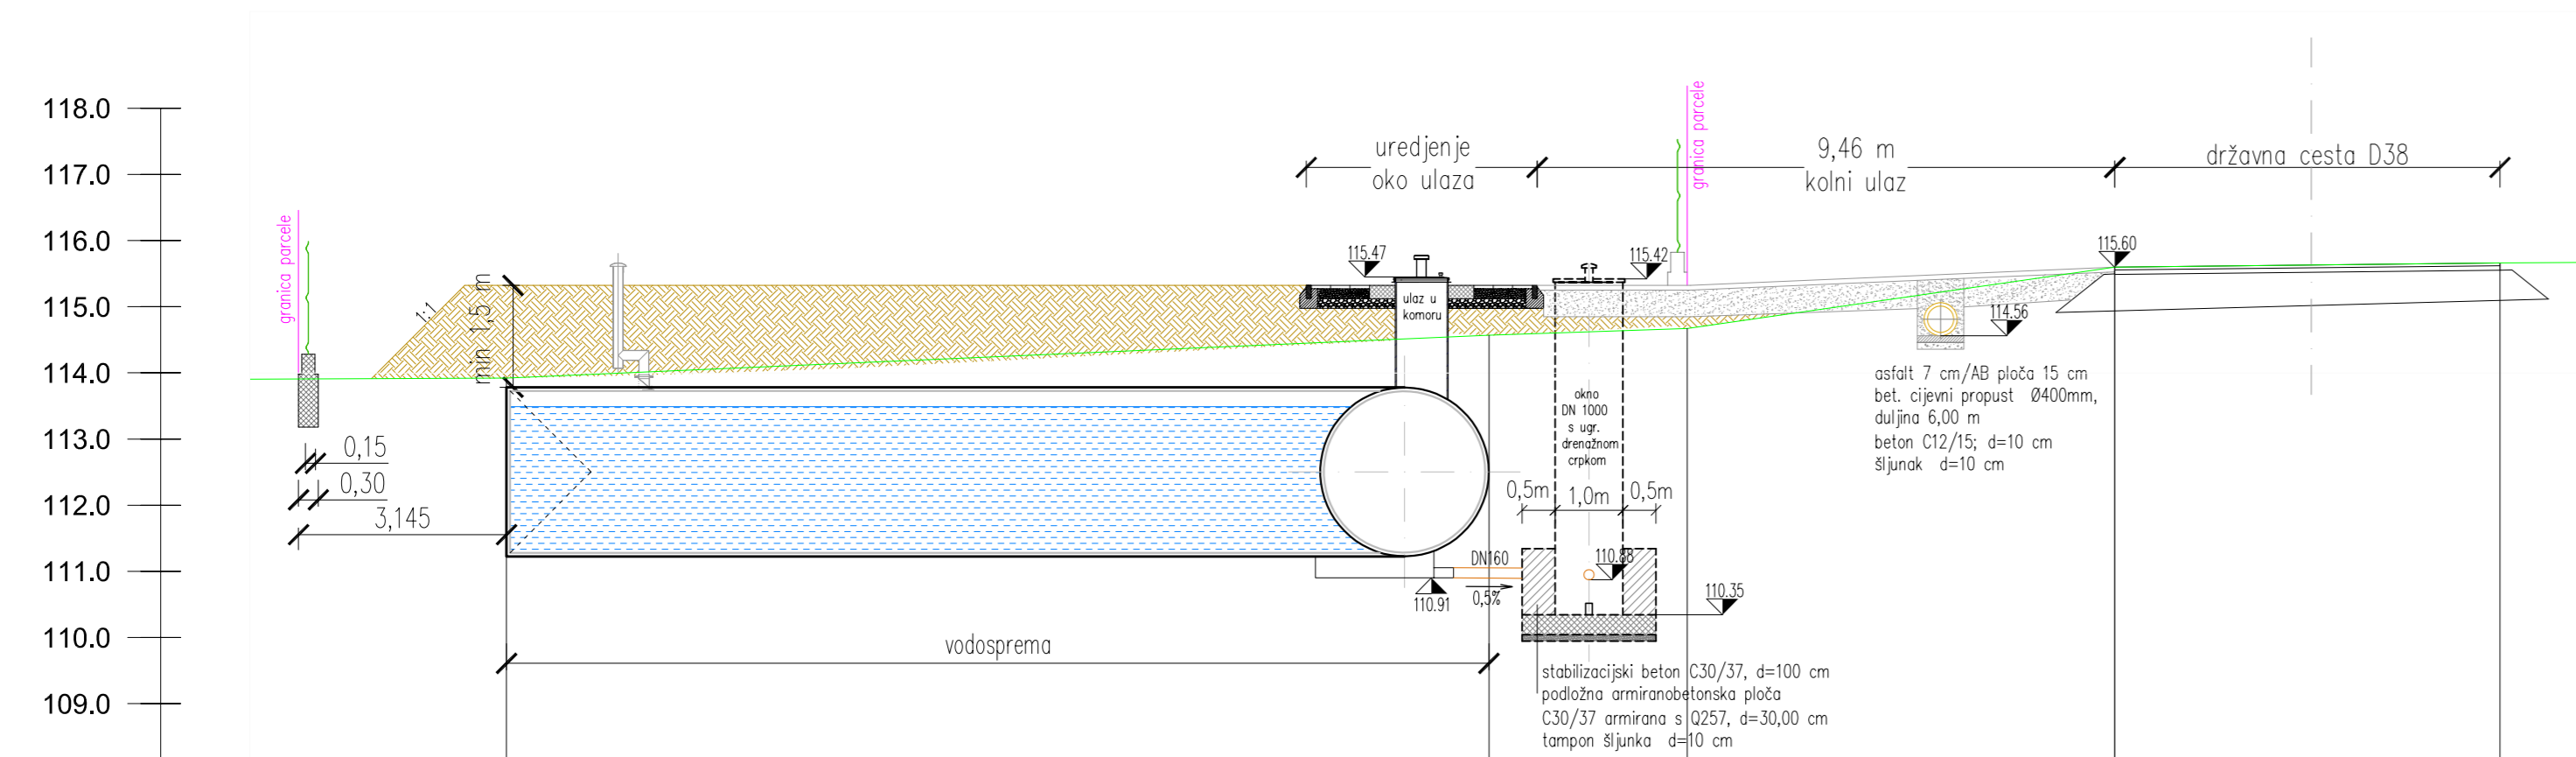 118.0
117.0
116.0
115.0
114.0
113.0
112.0
111.0
110.0
109.0
granica parcele
1:1
min 1,5 m
0,15
0,30
3,145
uredjenje
oko ulaza
115.47
ulaz u
komoru
115.42
granica parcele
9,46 m
kolni ulaz
115.60
državna cesta D38
114.56
asfalt 7 cm/AB ploča 15 cm
bet. cijevni propust Ø400mm,
duljina 6,00 m
beton C12/15; d=10 cm
šljunak d=10 cm
okno
DN 1000
s ugr.
drenažnom
crpkom
0,5m
1,0m
0,5m
DN160
0,5%
110.91
110.88
110.35
vodosprema
stabilizacijski beton C30/37, d=100 cm
podložna armiranobetonska ploča
C30/37 armirana s Q257, d=30,00 cm
tampon šljunka d=10 cm